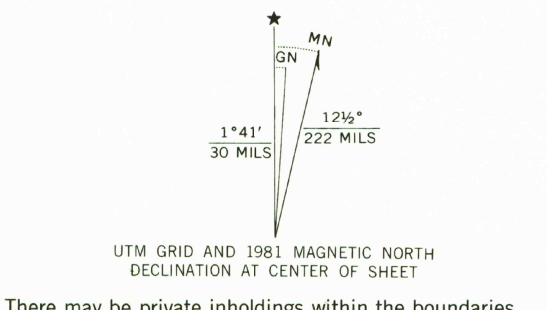 ★
MN
GN
1°41′
30 MILS
12½°
222 MILS
UTM GRID AND 1981 MAGNETIC NORTH
DECLINATION AT CENTER OF SHEET
There may be private inholdings within the boundaries